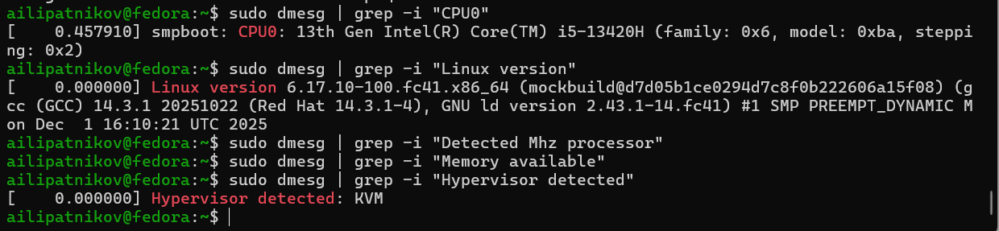 ailipatnikov@fedora:~$ sudo dmesg | grep -i "CPU0"
[    0.457910] smpboot: CPU0: 13th Gen Intel(R) Core(TM) i5-13420H (family: 0x6, model: 0xba, steppi
ng: 0x2)
ailipatnikov@fedora:~$ sudo dmesg | grep -i "Linux version"
[    0.000000] Linux version 6.17.10-100.fc41.x86_64 (mockbuild@d7d05b1ce0294d7c8f0b222606a15f08) (g
cc (GCC) 14.3.1 20251022 (Red Hat 14.3.1-4), GNU ld version 2.43.1-14.fc41) #1 SMP PREEMPT_DYNAMIC M
on Dec  1 16:10:21 UTC 2025
ailipatnikov@fedora:~$ sudo dmesg | grep -i "Detected Mhz processor"
ailipatnikov@fedora:~$ sudo dmesg | grep -i "Memory available"
ailipatnikov@fedora:~$ sudo dmesg | grep -i "Hypervisor detected"
[    0.000000] Hypervisor detected: KVM
ailipatnikov@fedora:~$